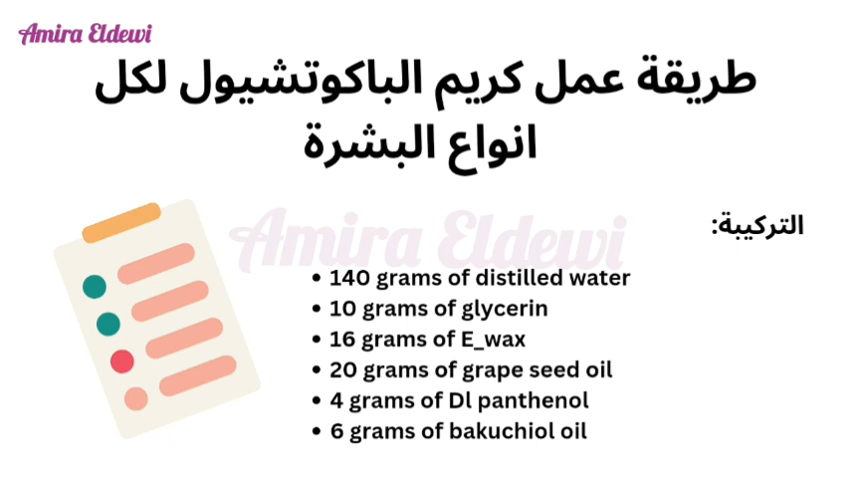 Amira Eldewi
طريقة عمل كريم الباكوتشيول لكل
انواع البشرة
التركيبة:
Amira Eldewi
• 140 grams of distilled water
• 10 grams of glycerin
• 16 grams of E_wax
• 20 grams of grape seed oil
• 4 grams of Dl panthenol
• 6 grams of bakuchiol oil